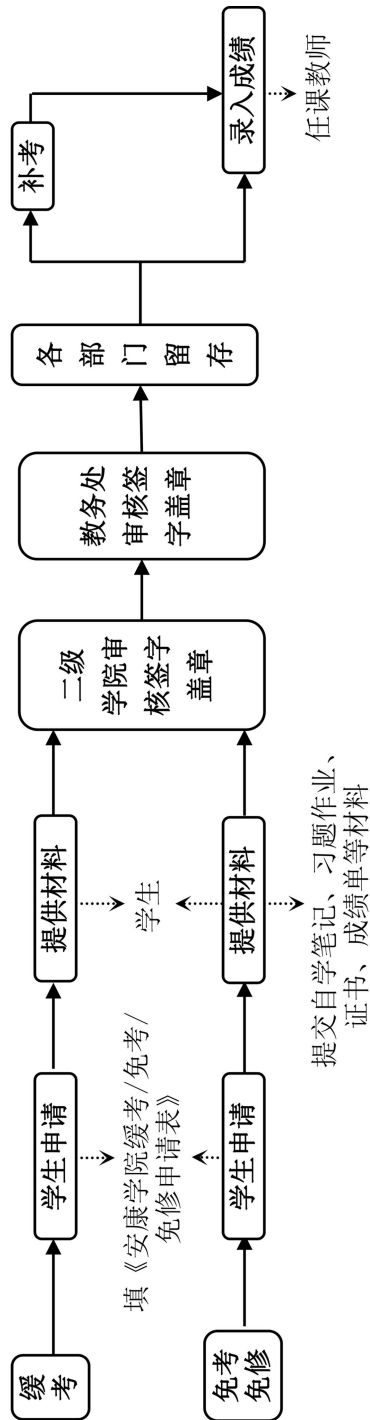 缓
考
学生申请
提供材料
填《安康学院缓考/免考/
免修申请表》
学生
免考
免修
学生申请
提供材料
提交自学笔记、习题作业、
证书、成绩单等材料
二级
学院审
核签字
盖章
教务处
审核签
字盖章
各
部
门
留
存
补考
录入成绩
任课教师